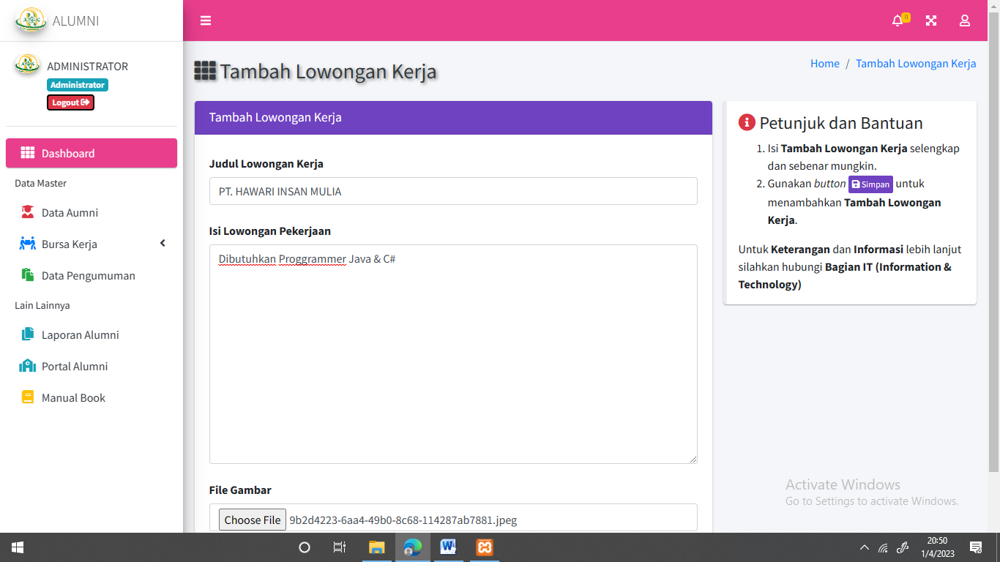 ALUMNI
0
ADMINISTRATOR
Administrator
Logout
Dashboard
Data Master
Data Aumni
Bursa Kerja
Data Pengumuman
Lain Lainnya
Laporan Alumni
Portal Alumni
Manual Book
Tambah Lowongan Kerja
Home / Tambah Lowongan Kerja
Tambah Lowongan Kerja
Judul Lowongan Kerja
PT. HAWARI INSAN MULIA
Isi Lowongan Pekerjaan
Dibutuhkan Proggrammer Java & C#
File Gambar
Choose File 9b2d4223-6aa4-49b0-8c68-114287ab7881.jpeg
Petunjuk dan Bantuan
1. Isi Tambah Lowongan Kerja selengkap
dan sebenar mungkin.
2. Gunakan button Simpan untuk
menambahkan Tambah Lowongan
Kerja.
Untuk Keterangan dan Informasi lebih lanjut
silahkan hubungi Bagian IT (Information &
Technology)
Activate Windows
Go to Settings to activate Windows.
20:50
1/4/2023